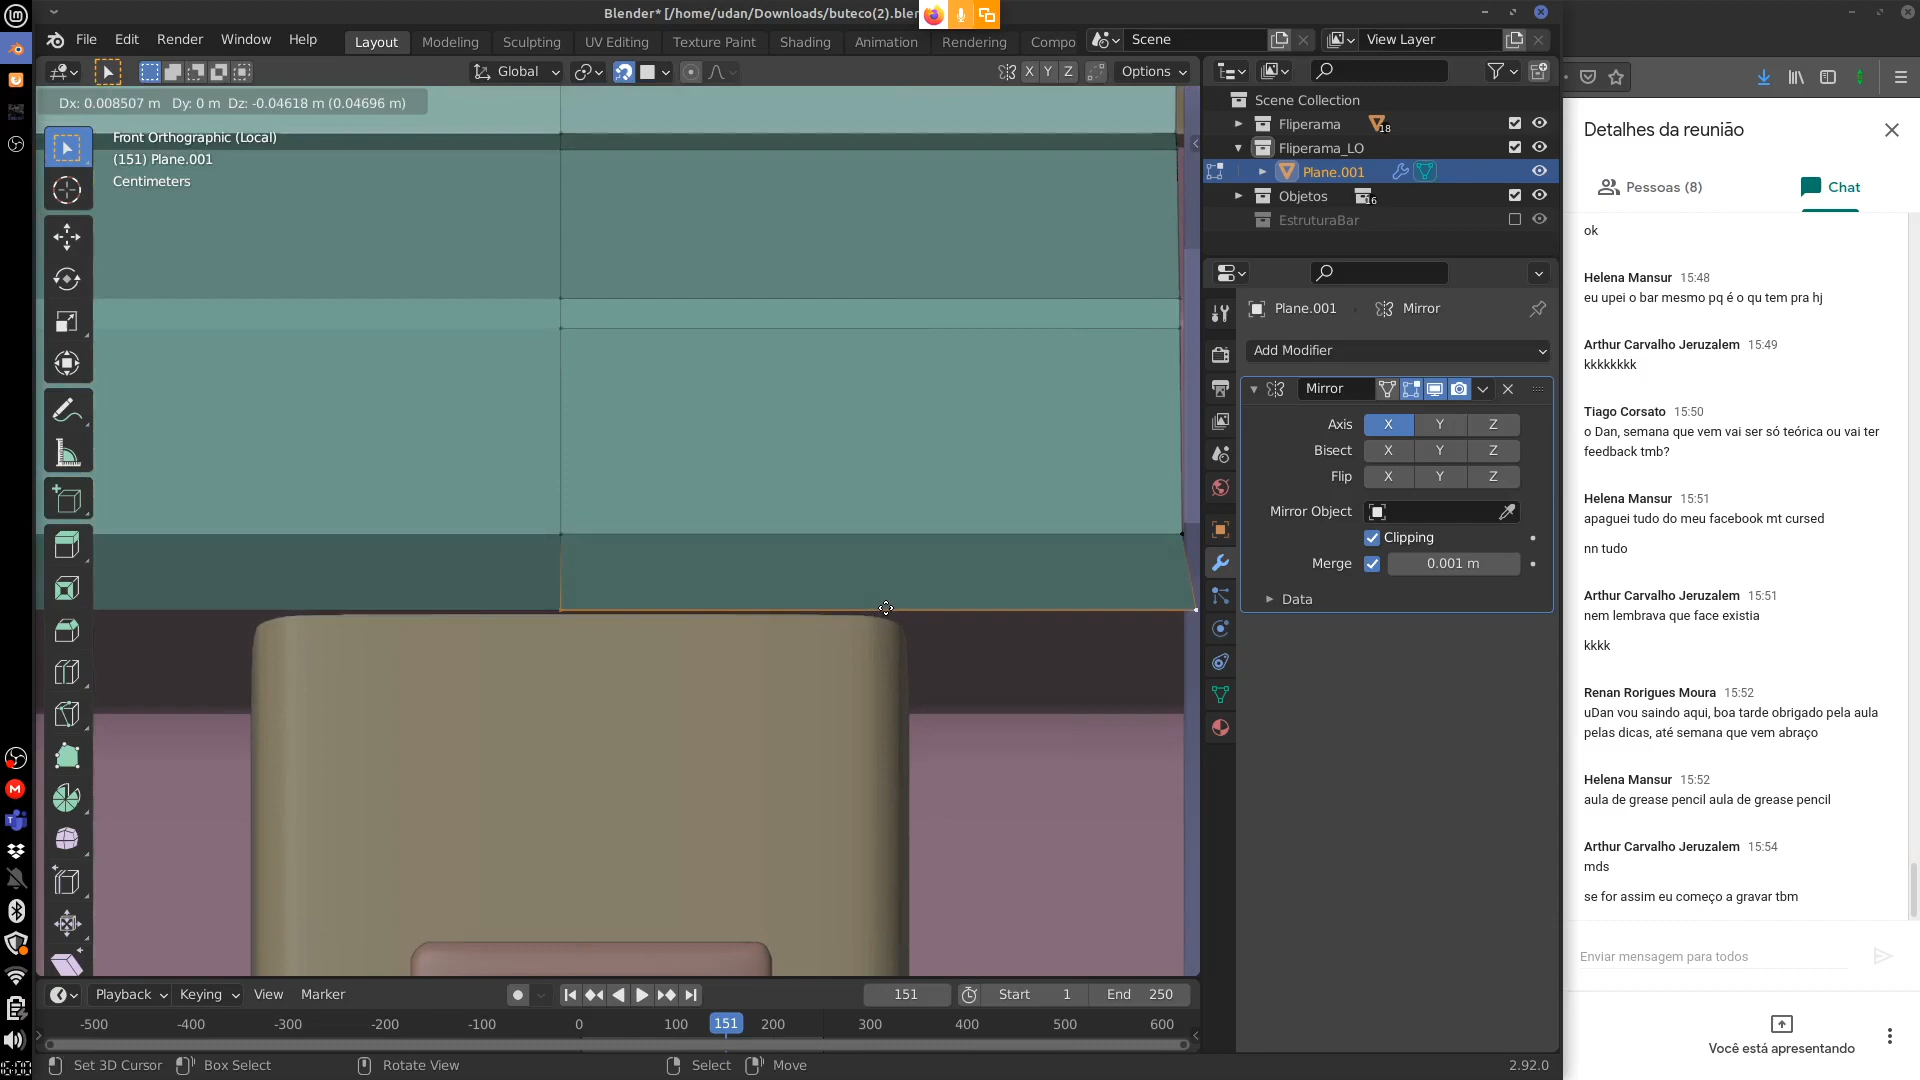 Blender* [/home/udan/Downloads/buteco(2).blen
File Edit Render Window Help
Layout Modeling Sculpting UV Editing Texture Paint Shading Animation Rendering Compo
Scene
View Layer
Global
X Y Z
Options
Dx: 0.008507 m Dy: 0 m Dz: -0.04618 m (0.04696 m)
Front Orthographic (Local)
(151) Plane.001
Centimeters
Scene Collection
Fliperama 18
Fliperama_LO
Plane.001
Objetos 16
EstruturaBar
Plane.001 Mirror
Add Modifier
Mirror
Axis X Y Z
Bisect X Y Z
Flip X Y Z
Mirror Object
Clipping
Merge 0.001 m
Data
Playback Keying View Marker
151 Start 1 End 250
-500 -400 -300 -200 -100 0 100 151 200 300 400 500 600
Set 3D Cursor Box Select Rotate View Select Move 2.92.0
Detalhes da reunião
Pessoas (8) Chat
ok
Helena Mansur 15:48
eu upei o bar mesmo pq é o qu tem pra hj
Arthur Carvalho Jeruzalem 15:49
kkkkkkkk
Tiago Corsato 15:50
o Dan, semana que vem vai ser só teórica ou vai ter
feedback tmb?
Helena Mansur 15:51
apaguei tudo do meu facebook mt cursed
nn tudo
Arthur Carvalho Jeruzalem 15:51
nem lembrava que face existia
kkkk
Renan Rorigues Moura 15:52
uDan vou saindo aqui, boa tarde obrigado pela aula
pelas dicas, até semana que vem abraço
Helena Mansur 15:52
aula de grease pencil aula de grease pencil
Arthur Carvalho Jeruzalem 15:54
mds
se for assim eu começo a gravar tbm
Enviar mensagem para todos
Você está apresentando